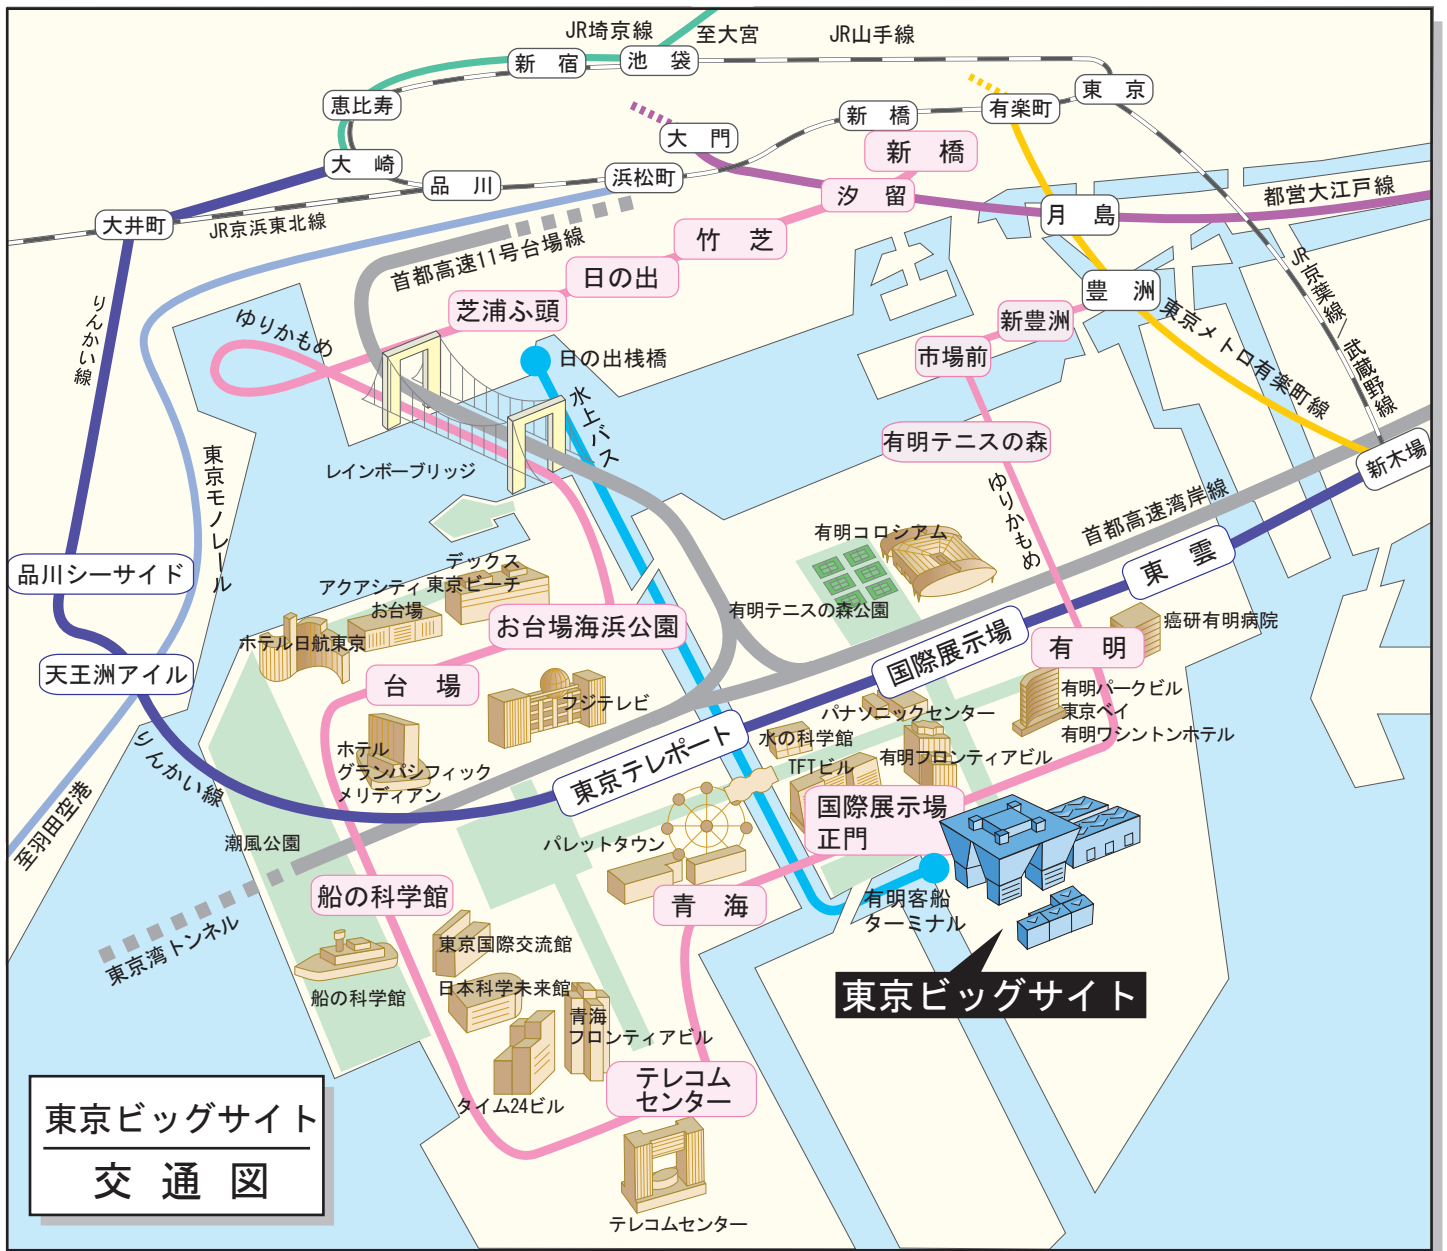 JR埼京線
至大宮
JR山手線
新宿
池袋
恵比寿
東京
有楽町
新橋
大門
新橋
大崎
品川
浜松町
汐留
都営大江戸線
月島
大井町
JR京浜東北線
竹芝
首都高速11号台場線
日の出
豊洲
JR京葉線/武蔵野線
芝浦ふ頭
新豊洲
東京メトロ有楽町線
りんかい線
ゆりかもめ
日の出桟橋
市場前
水上バス
有明テニスの森
新木場
東京モノレール
レインボーブリッジ
ゆりかもめ
首都高速湾岸線
有明コロシアム
品川シーサイド
デックス
東京ビーチ
アクアシティ
お台場
東雲
有明テニスの森公園
癌研有明病院
お台場海浜公園
ホテル日航東京
国際展示場
有明
天王洲アイル
台場
フジテレビ
有明パークビル
東京ベイ
有明ワシントンホテル
パナソニックセンター
りんかい線
ホテル
グランパシフィック
メリディアン
東京テレポート
水の科学館
有明フロンティアビル
TFTビル
至羽田空港
国際展示場
正門
潮風公園
パレットタウン
船の科学館
青海
有明客船
ターミナル
東京湾トンネル
東京国際交流館
船の科学館
日本科学未来館
東京ビッグサイト
青海
フロンティアビル
テレコム
センター
タイム24ビル
東京ビッグサイト
交通図
テレコムセンター